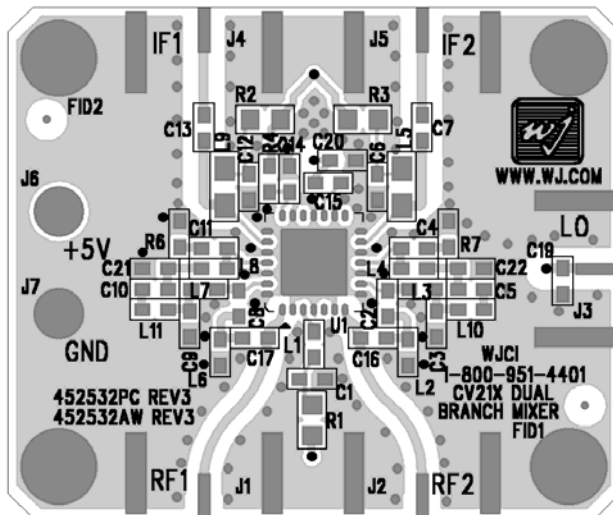 IF1 J4 J5 IF2
FID2
R2 R3
C13 C7
L9 C12 R4 C14 C20 C6 L5
C15
wj
WWW.WJ.COM
J6
+5V
R6 C11 C4 R7 LO
C21 L8 L4 C22 C19
C10 L7 L3 C5
J7 J3
L11 C8 C2 L10
U1
GND C9 L6 C17 L1 C16 L2 C3
WJCI
1-800-951-4401
CV21X DUAL
BRANCH MIXER
FID1
C1
452532PC REV3
452532AW REV3
R1
RF1 J1 J2 RF2